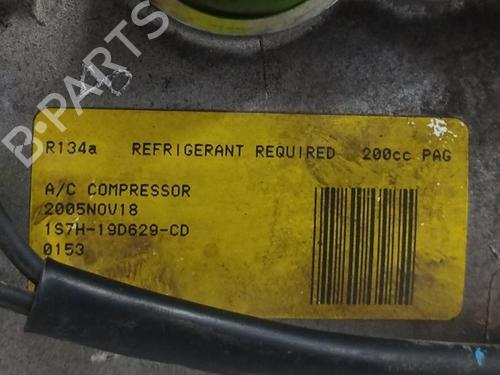 B-PARTS
R134a REFRIGERANT REQUIRED 200cc PAG
A/C COMPRESSOR
2005NOV18
1S7H-19D629-CD
0153